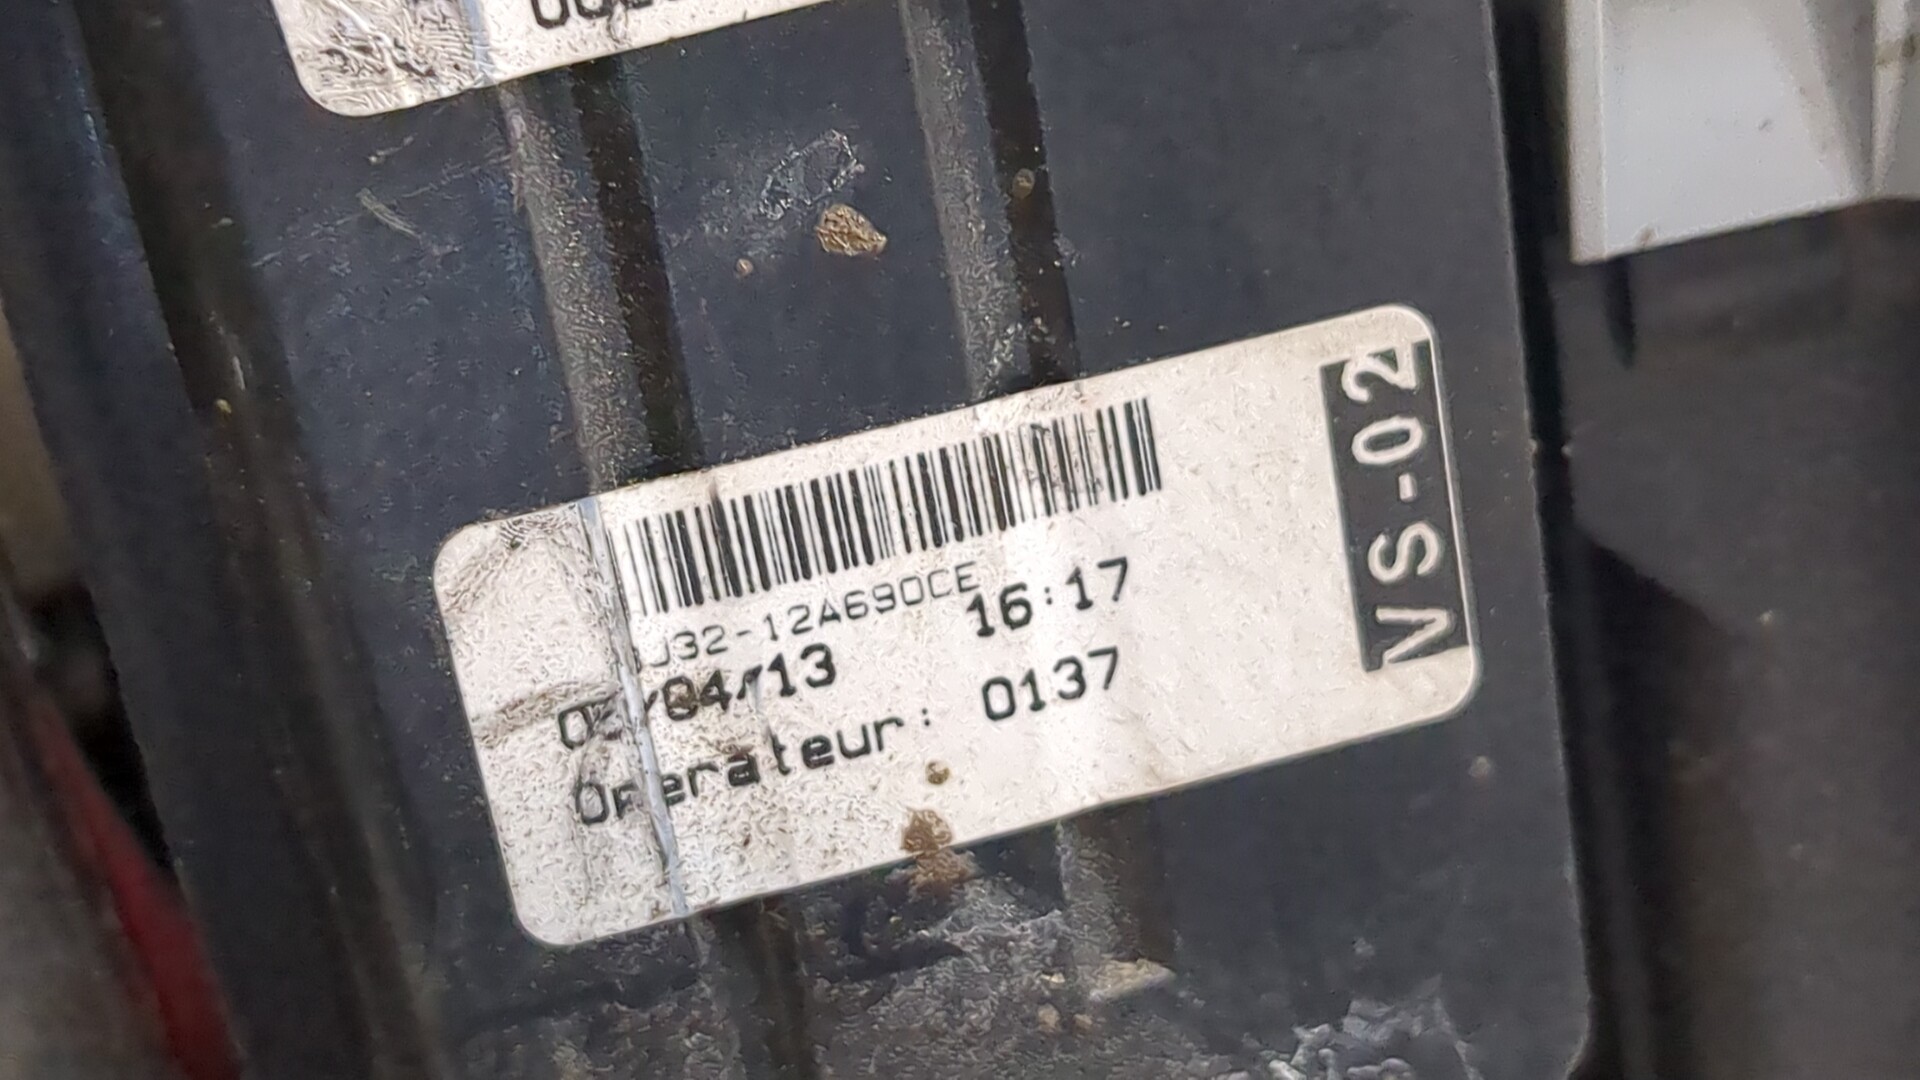 J32-12A690CE
16:17
/04/13
Operateur: 0137
VS-02